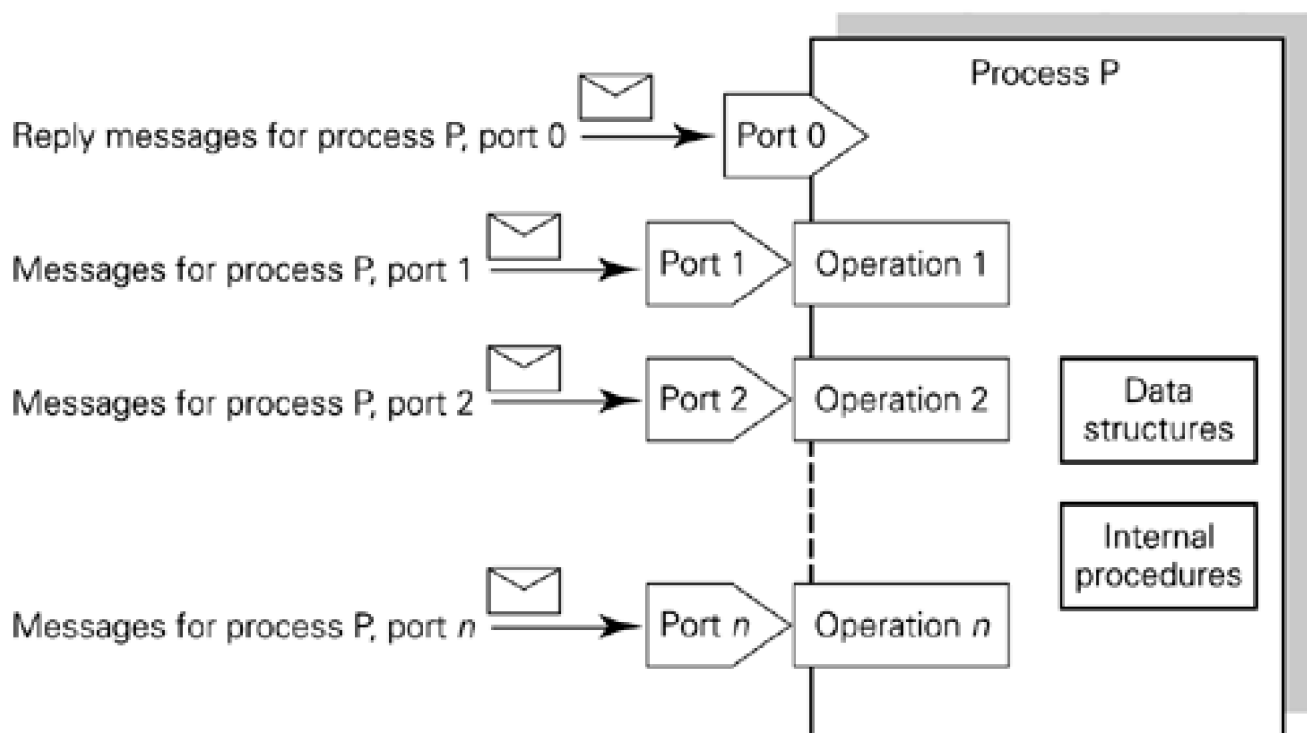 Process P
Reply messages for process P, port 0
Port 0
Messages for process P, port 1
Port 1
Operation 1
Messages for process P, port 2
Port 2
Operation 2
Data
structures
Internal
procedures
Messages for process P, port n
Port n
Operation n